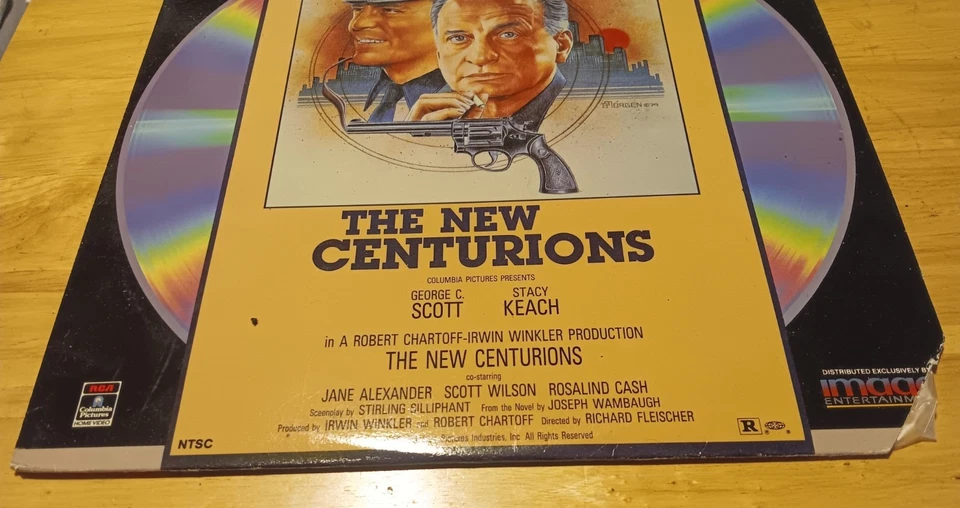 THE NEW
CENTURIONS
COLUMBIA PICTURES PRESENTS
GEORGE C. SCOTT
STACY KEACH
in A ROBERT CHARTOFF-IRWIN WINKLER PRODUCTION
THE NEW CENTURIONS
co-starring
JANE ALEXANDER SCOTT WILSON ROSALIND CASH
Screenplay by STIRLING SILLIPHANT From the Novel by JOSEPH WAMBAUGH
Produced by IRWIN WINKLER and ROBERT CHARTOFF Directed by RICHARD FLEISCHER
Pictures Industries, Inc. All Rights Reserved
RCA
Columbia
Pictures
HOME VIDEO
NTSC
R
DISTRIBUTED EXCLUSIVELY BY
image
ENTERTAINM